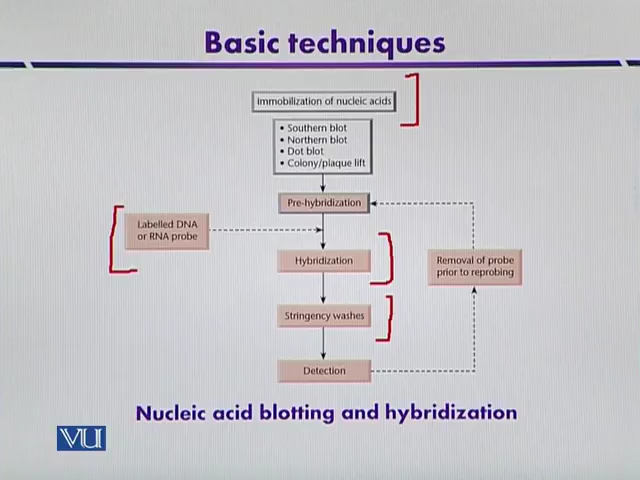 Basic techniques
Immobilization of nucleic acids
• Southern blot
• Northern blot
• Dot blot
• Colony/plaque lift
Pre-hybridization
Labelled DNA
or RNA probe
Hybridization
Removal of probe
prior to reprobing
Stringency washes
Detection
Nucleic acid blotting and hybridization
VU